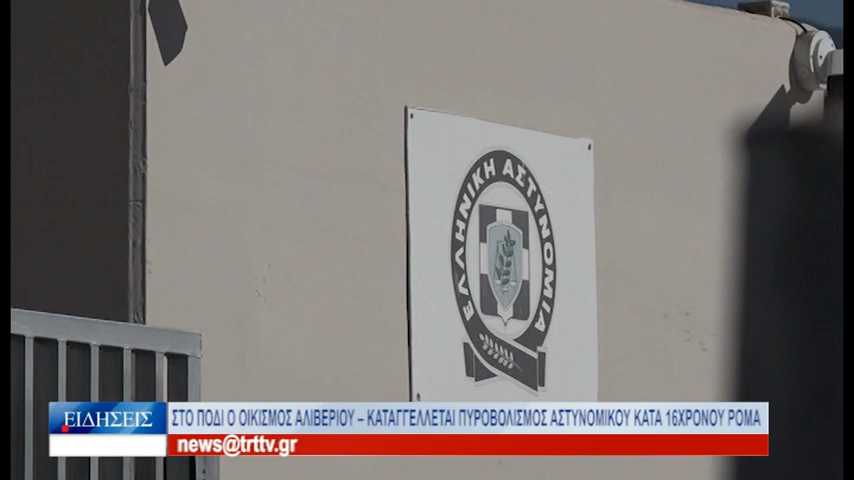 ΕΛΛΗΝΙΚΗ ΑΣΤΥΝΟΜΙΑ
ΕΙΔΗΣΕΙΣ
ΣΤΟ ΠΟΔΙ Ο ΟΙΚΙΣΜΟΣ ΑΛΙΒΕΡΙΟΥ – ΚΑΤΑΓΓΕΛΛΕΤΑΙ ΠΥΡΟΒΟΛΙΣΜΟΣ ΑΣΤΥΝΟΜΙΚΟΥ ΚΑΤΑ 16ΧΡΟΝΟΥ ΡΟΜΑ
news@trttv.gr